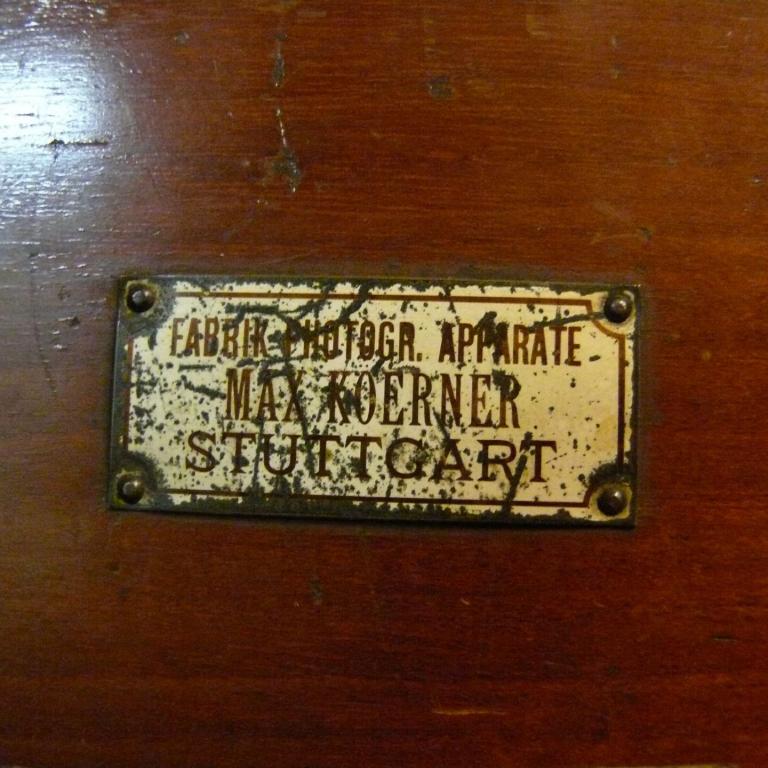 FABRIK PHOTOGR. APPARATE
MAX KOERNER
STUTTGART